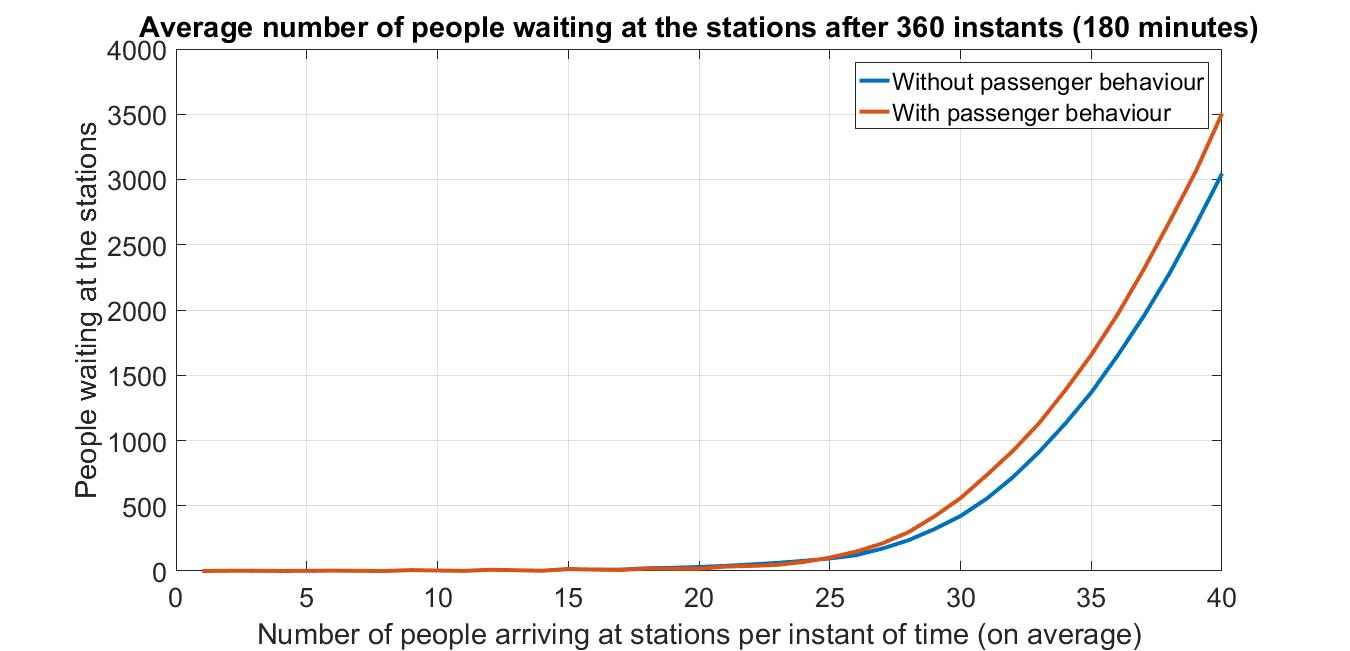 Average number of people waiting at the stations after 360 instants (180 minutes)
Without passenger behaviour
With passenger behaviour
People waiting at the stations
4000
3500
3000
2500
2000
1500
1000
500
0
0 5 10 15 20 25 30 35 40
Number of people arriving at stations per instant of time (on average)